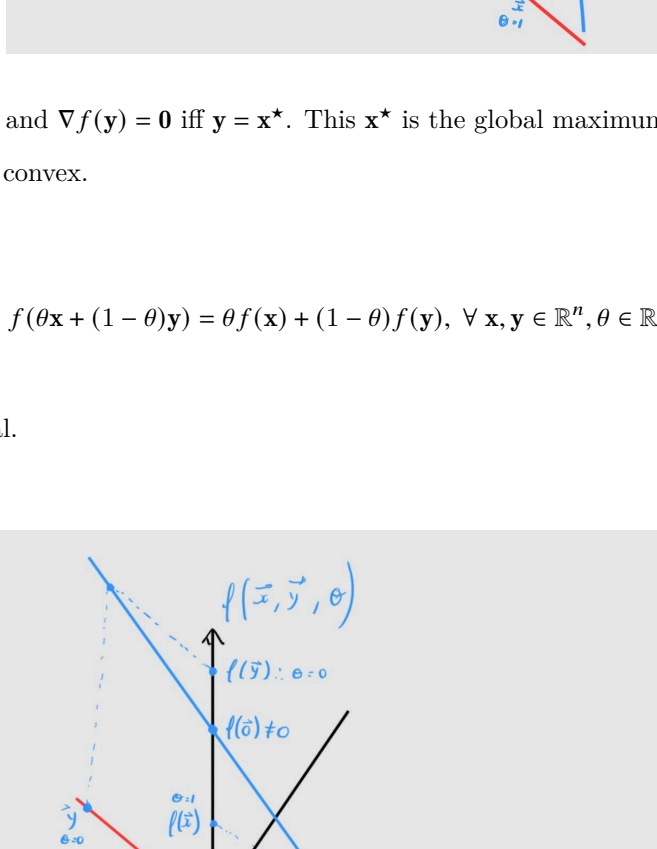 x⃗
θ=1
and ∇f(y) = 0 iff y = x★. This x★ is the global maximum
convex.
f(θx + (1 − θ)y) = θf(x) + (1 − θ)f(y), ∀ x, y ∈ ℝⁿ, θ ∈ ℝ
al.
f(x⃗, y⃗, θ)
f(y⃗) ∴ θ=0
f(0⃗) ≠ 0
θ=1
f(x⃗)
y⃗
θ=0